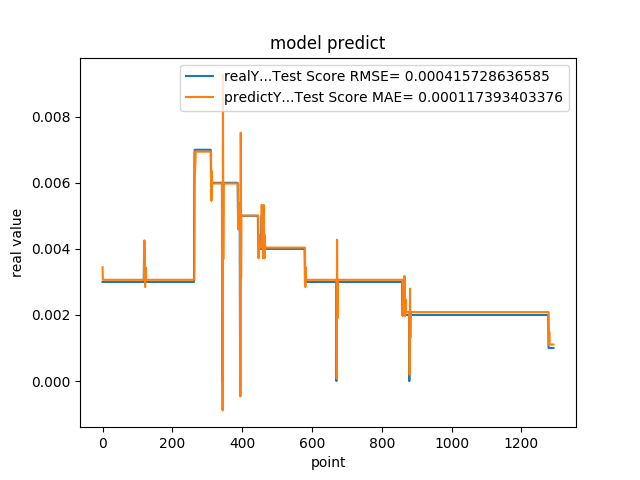 model predict
realY...Test Score RMSE= 0.000415728636585
predictY...Test Score MAE= 0.000117393403376
0.008
0.006
0.004
0.002
0.000
real value
0 200 400 600 800 1000 1200
point